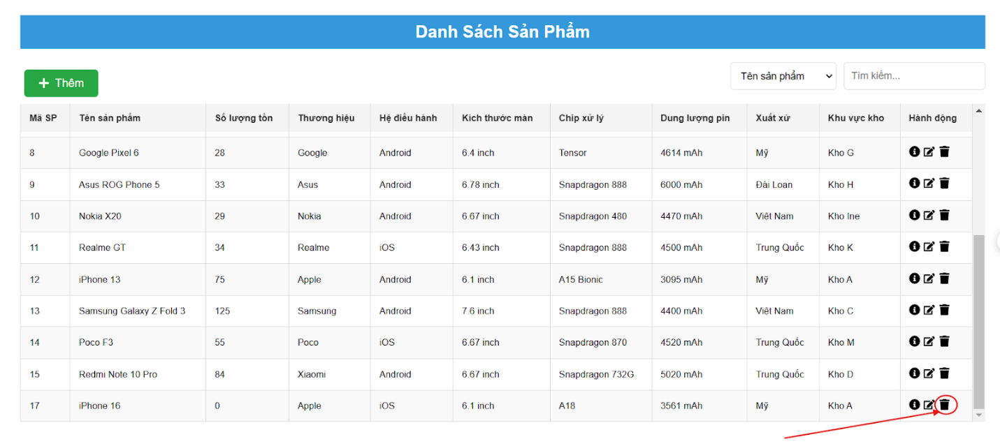 Danh Sách Sản Phẩm
+ Thêm
Tên sản phẩm Tìm kiếm...
Mã SP Tên sản phẩm Số lượng tồn Thương hiệu Hệ điều hành Kích thước màn Chip xử lý Dung lượng pin Xuất xứ Khu vực kho Hành động
8 Google Pixel 6 28 Google Android 6.4 inch Tensor 4614 mAh Mỹ Kho G
9 Asus ROG Phone 5 33 Asus Android 6.78 inch Snapdragon 888 6000 mAh Đài Loan Kho H
10 Nokia X20 29 Nokia Android 6.67 inch Snapdragon 480 4470 mAh Việt Nam Kho Ine
11 Realme GT 34 Realme iOS 6.43 inch Snapdragon 888 4500 mAh Trung Quốc Kho K
12 iPhone 13 75 Apple Android 6.1 inch A15 Bionic 3095 mAh Mỹ Kho A
13 Samsung Galaxy Z Fold 3 125 Samsung Android 7.6 inch Snapdragon 888 4400 mAh Việt Nam Kho C
14 Poco F3 55 Poco iOS 6.67 inch Snapdragon 870 4520 mAh Trung Quốc Kho M
15 Redmi Note 10 Pro 84 Xiaomi Android 6.67 inch Snapdragon 732G 5020 mAh Trung Quốc Kho D
17 iPhone 16 0 Apple iOS 6.1 inch A18 3561 mAh Mỹ Kho A